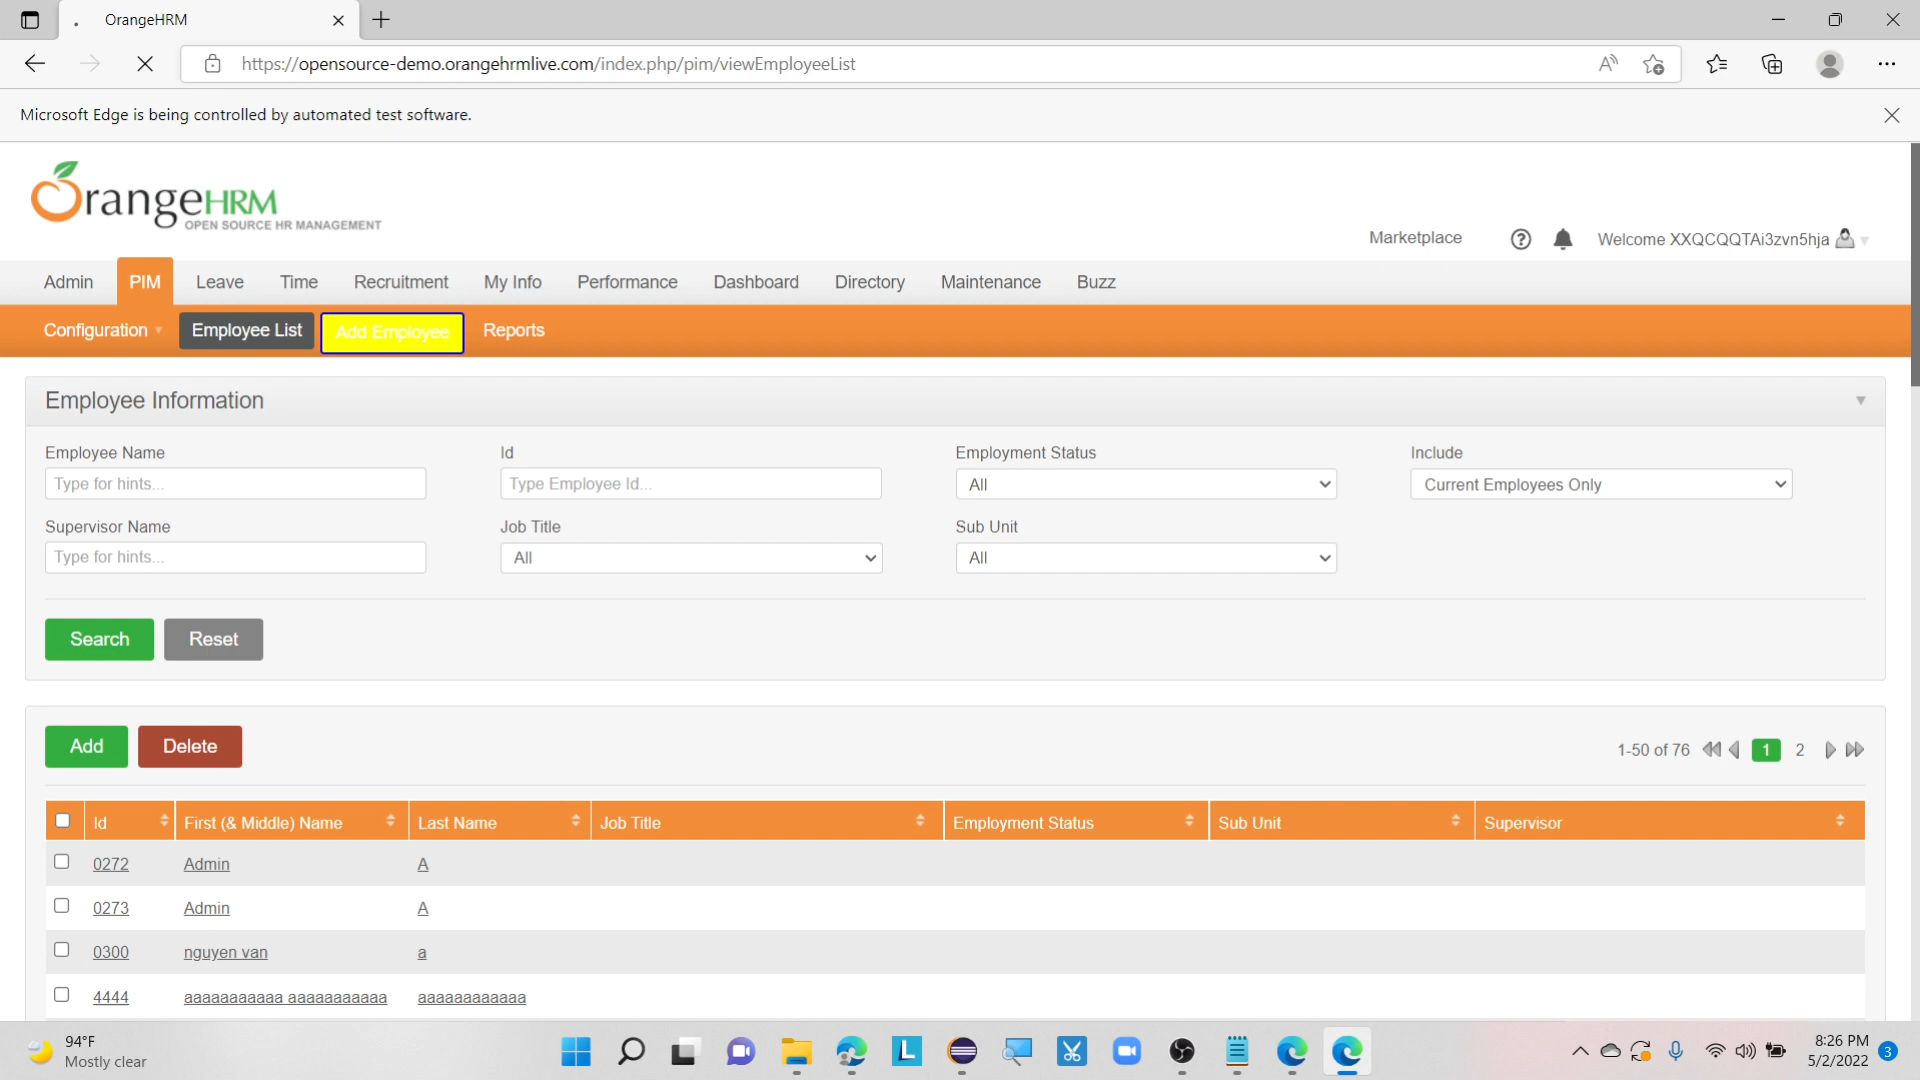 OrangeHRM
https://opensource-demo.orangehrmlive.com/index.php/pim/viewEmployeeList
Microsoft Edge is being controlled by automated test software.
OrangeHRM
OPEN SOURCE HR MANAGEMENT
Marketplace Welcome XXQCQQTAi3zvn5hja
Admin PIM Leave Time Recruitment My Info Performance Dashboard Directory Maintenance Buzz
Configuration Employee List Add Employee Reports
Employee Information
Employee Name Id Employment Status Include
Type for hints... Type Employee Id... All Current Employees Only
Supervisor Name Job Title Sub Unit
Type for hints... All All
Search Reset
Add Delete 1-50 of 76 1 2
Id First (& Middle) Name Last Name Job Title Employment Status Sub Unit Supervisor
0272 Admin A
0273 Admin A
0300 nguyen van a
4444 aaaaaaaaaaa aaaaaaaaaaa aaaaaaaaaaaa
94°F
Mostly clear
8:26 PM
5/2/2022 3